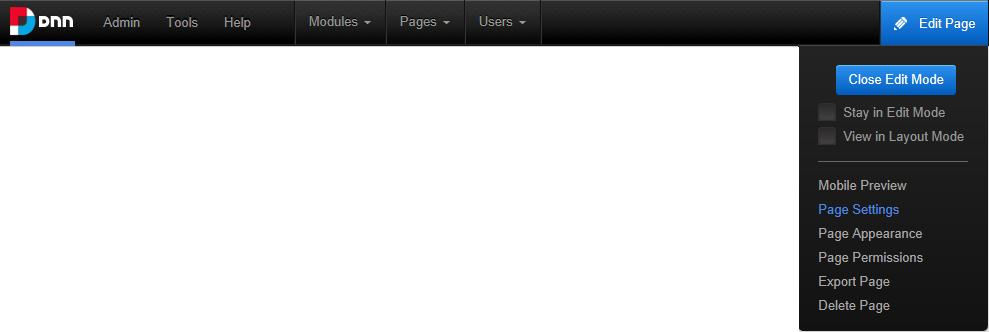 DNN Admin Tools Help Modules Pages Users Edit Page
Close Edit Mode
Stay in Edit Mode
View in Layout Mode
Mobile Preview
Page Settings
Page Appearance
Page Permissions
Export Page
Delete Page